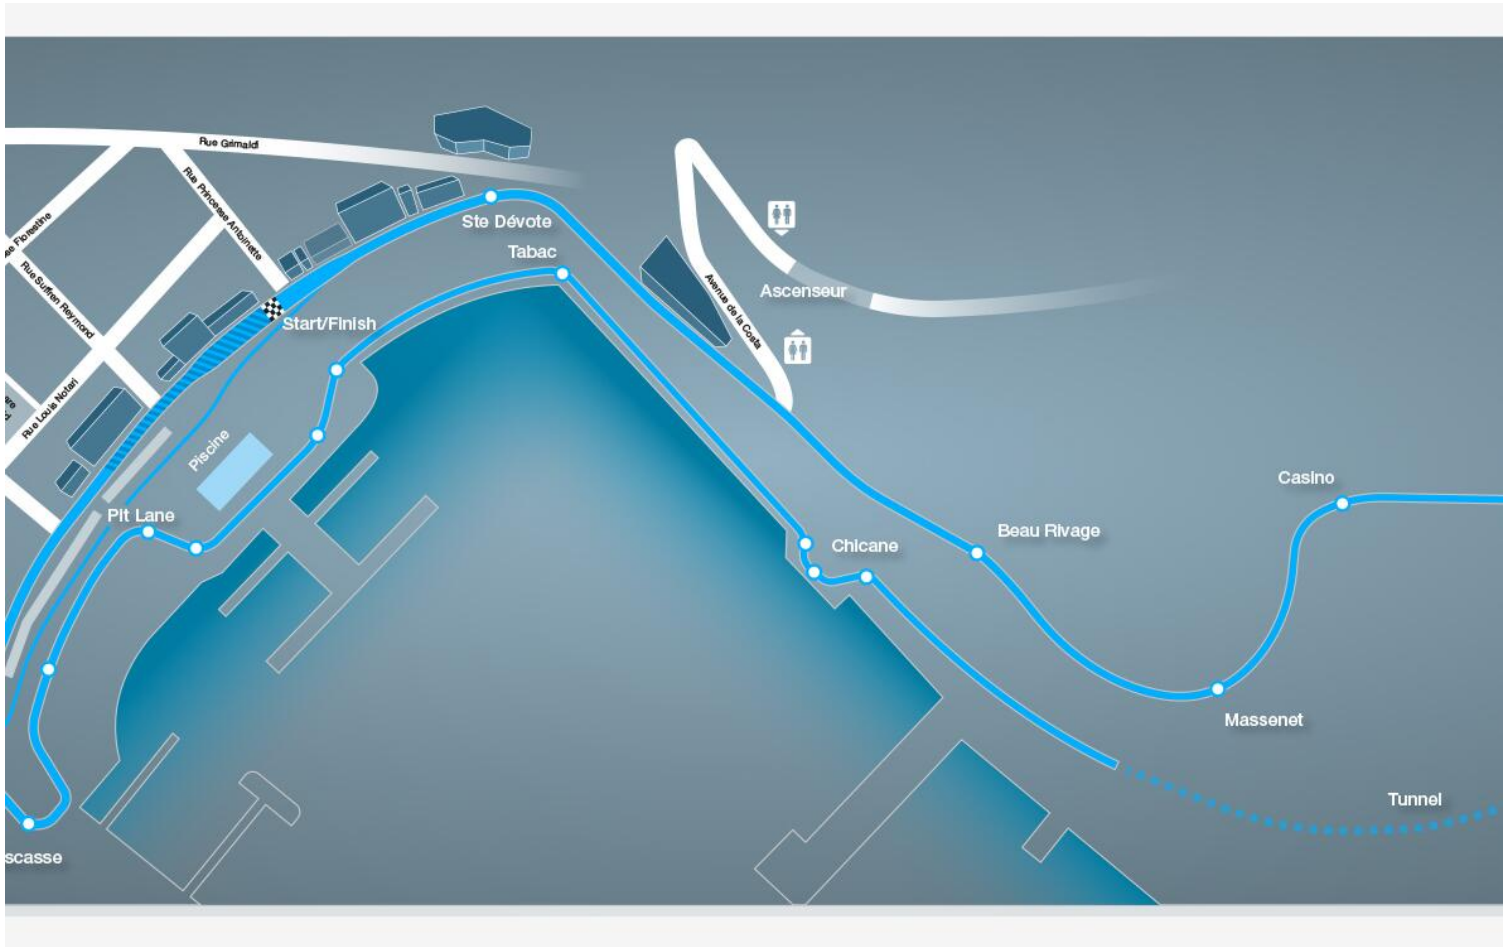 Rue Grimaldi
Rue Princesse Antoinette
Florestine
Rue Suffren Reymond
Rue Louis Notari
Ste Dévote
Tabac
Start/Finish
Ascenseur
Avenue de la Costa
Piscine
Pit Lane
Chicane
Beau Rivage
Casino
Massenet
Tunnel
scasse